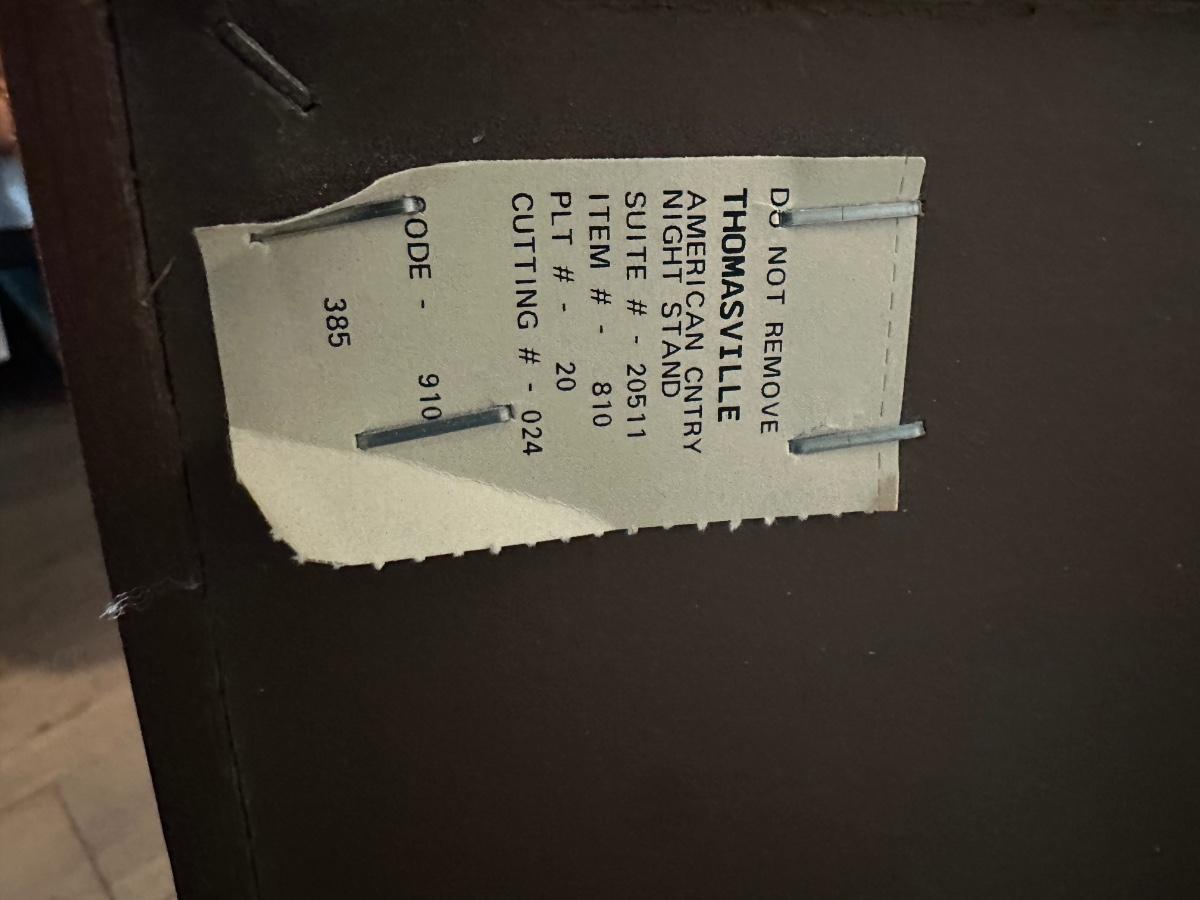 DO NOT REMOVE
THOMASVILLE
AMERICAN CNTRY
NIGHT STAND
SUITE # - 20511
ITEM # - 810
PLT # - 20
CUTTING # - 024
CODE - 910
385